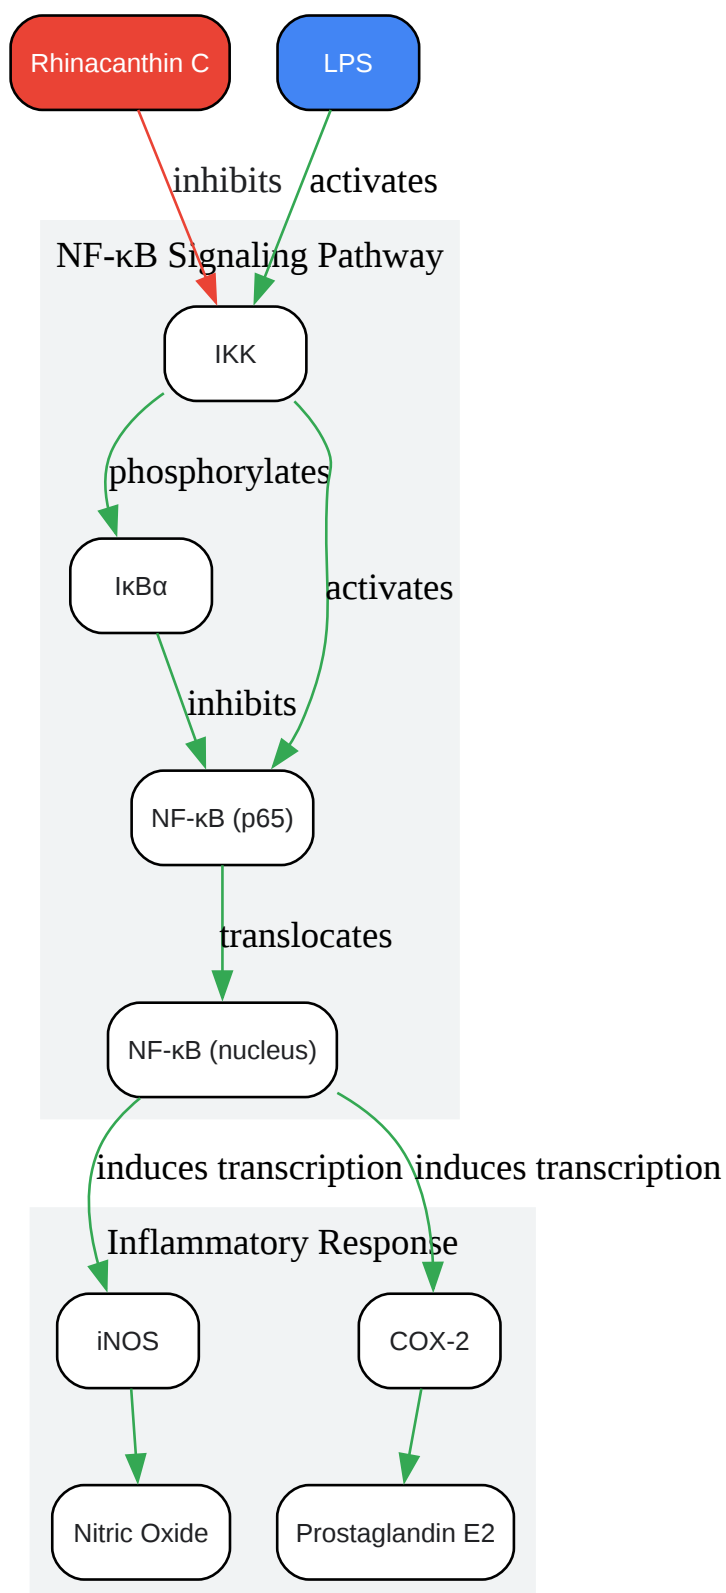 Rhinacanthin C
LPS
inhibits
activates
NF-κB Signaling Pathway
IKK
phosphorylates
IκBα
activates
inhibits
NF-κB (p65)
translocates
NF-κB (nucleus)
induces transcription
induces transcription
Inflammatory Response
iNOS
COX-2
Nitric Oxide
Prostaglandin E2